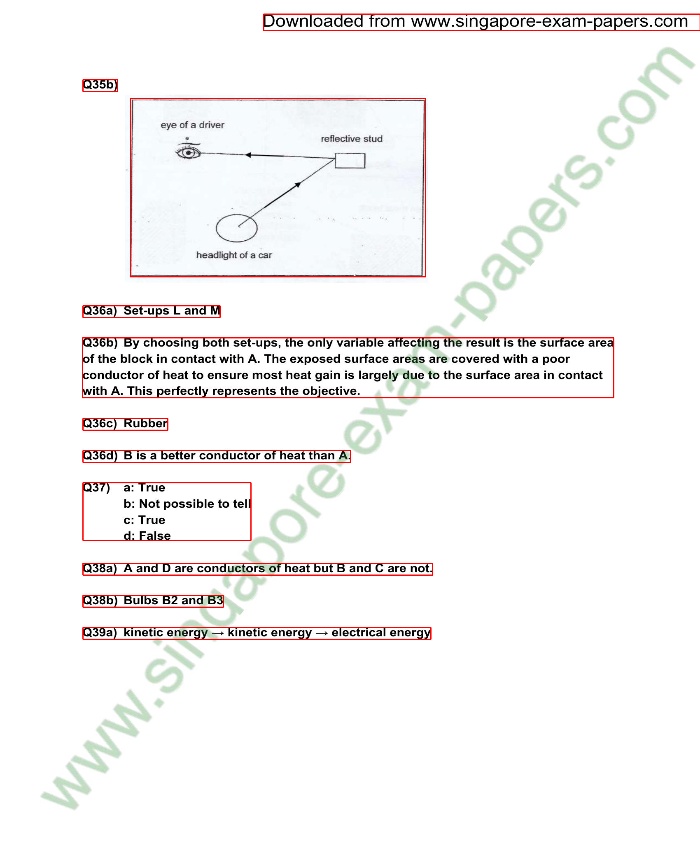 Downloaded from www.singapore-exam-papers.com
Q35b)
eye of a driver
reflective stud
headlight of a car
Q36a) Set-ups L and M
Q36b) By choosing both set-ups, the only variable affecting the result is the surface area
of the block in contact with A. The exposed surface areas are covered with a poor
conductor of heat to ensure most heat gain is largely due to the surface area in contact
with A. This perfectly represents the objective.
Q36c) Rubber
Q36d) B is a better conductor of heat than A.
Q37) a: True
b: Not possible to tell
c: True
d: False
Q38a) A and D are conductors of heat but B and C are not.
Q38b) Bulbs B2 and B3
Q39a) kinetic energy → kinetic energy → electrical energy
www.singapore-exam-papers.com